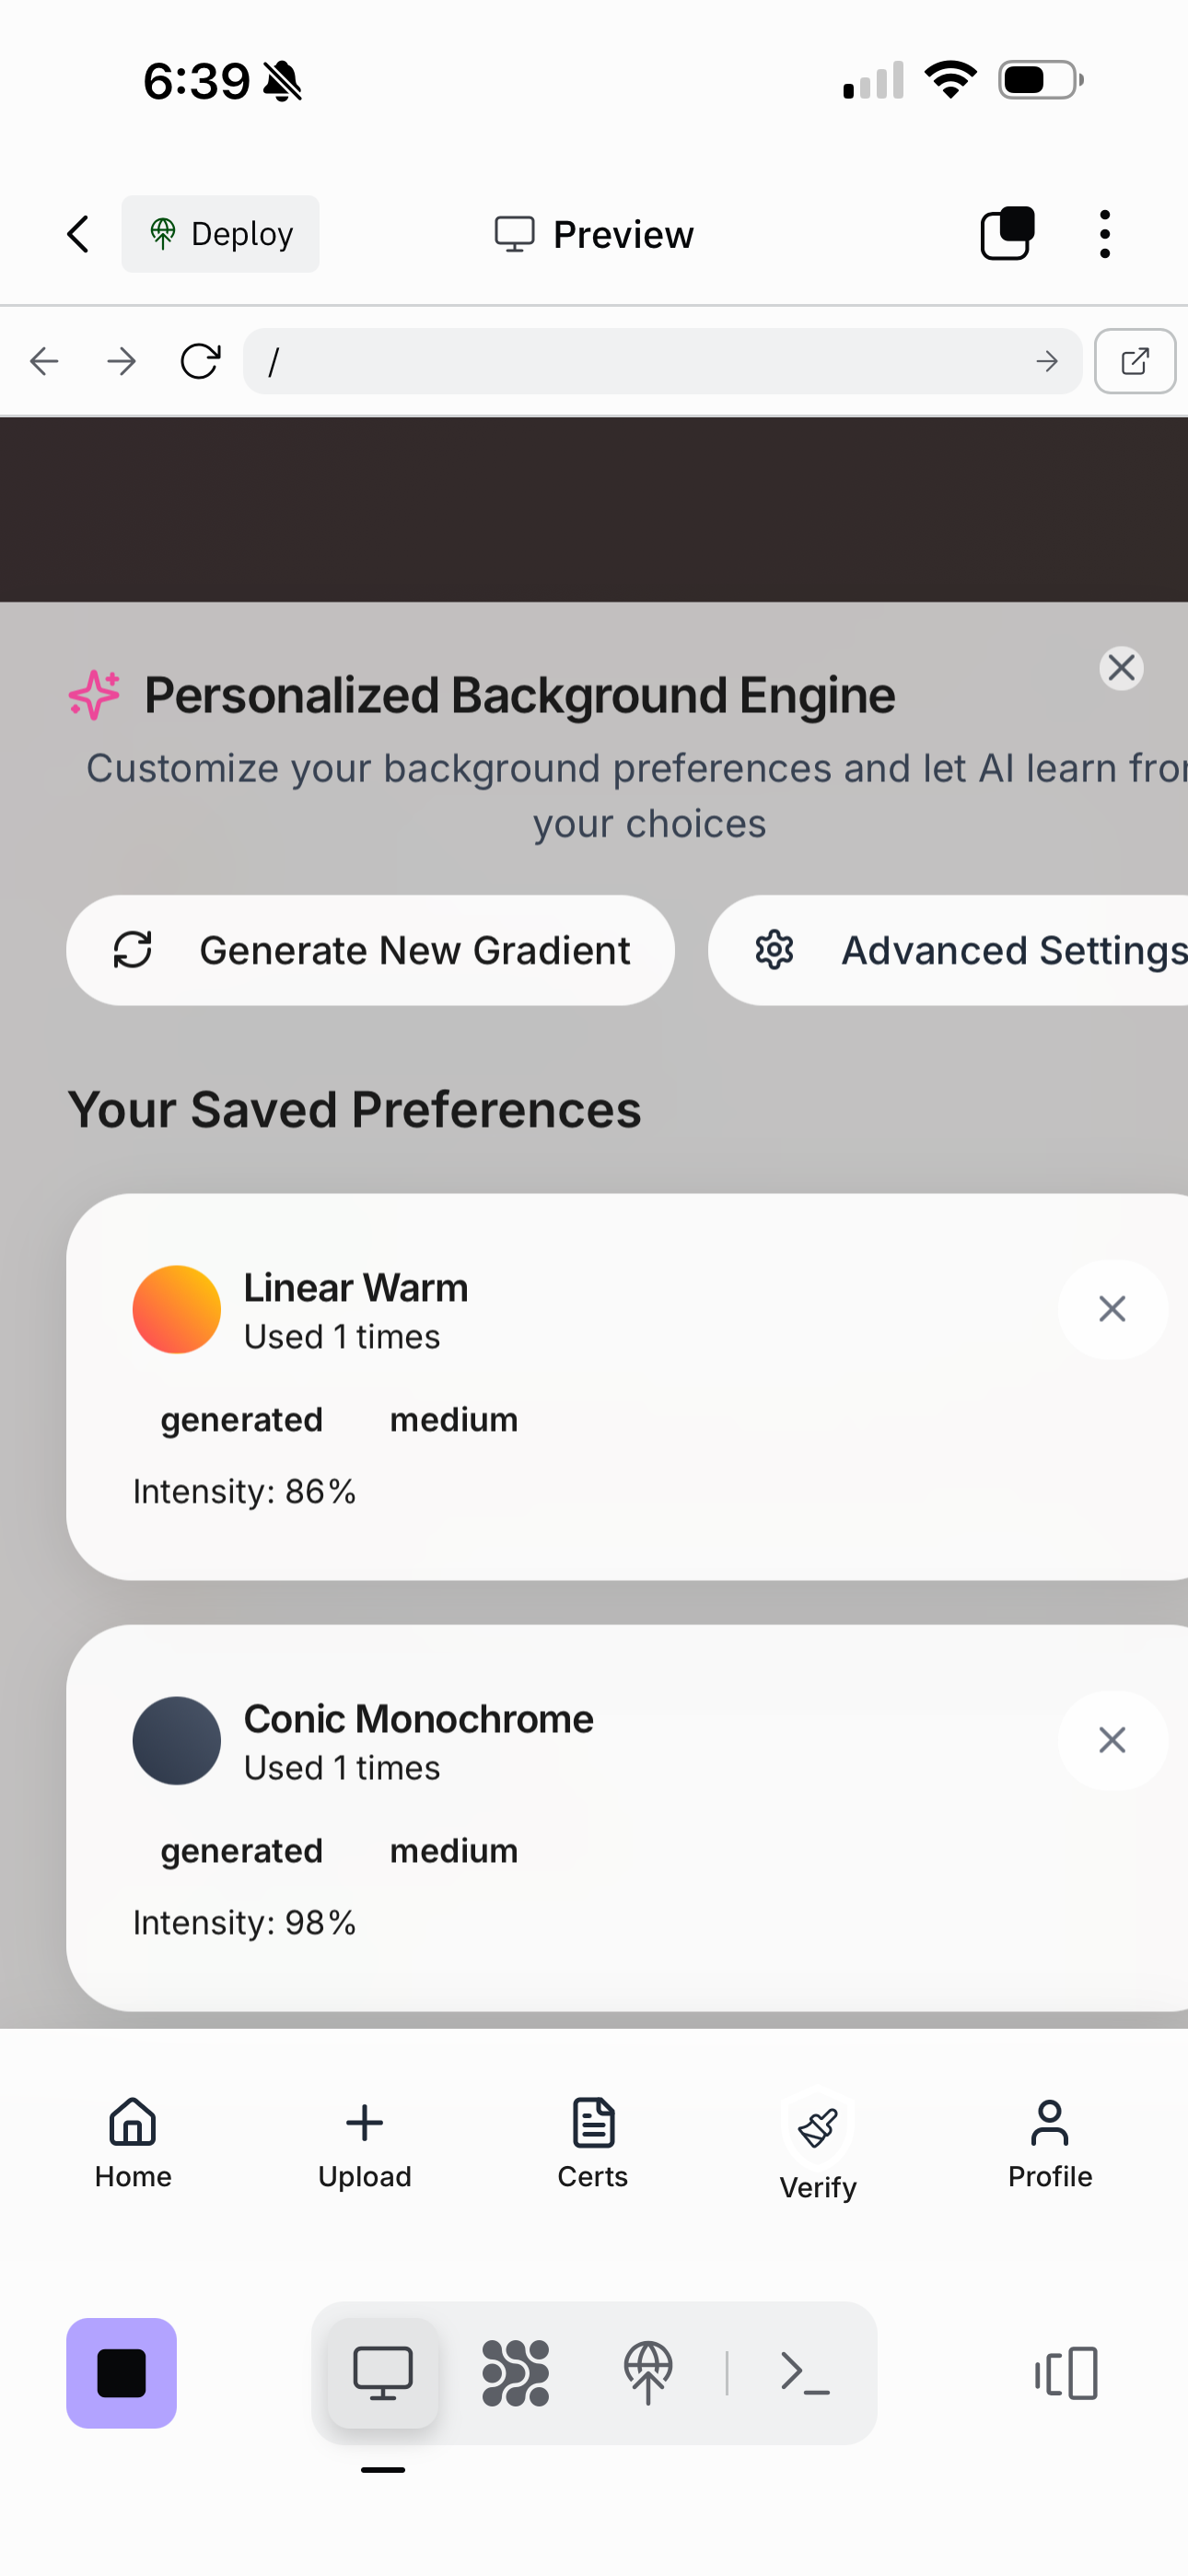 6:39
Deploy
Preview
/
Personalized Background Engine
Customize your background preferences and let AI learn
your choices
Generate New Gradient
Advanced Settings
Your Saved Preferences
Linear Warm
Used 1 times
generated medium
Intensity: 86%
Conic Monochrome
Used 1 times
generated medium
Intensity: 98%
Home
Upload
Certs
Verify
Profile